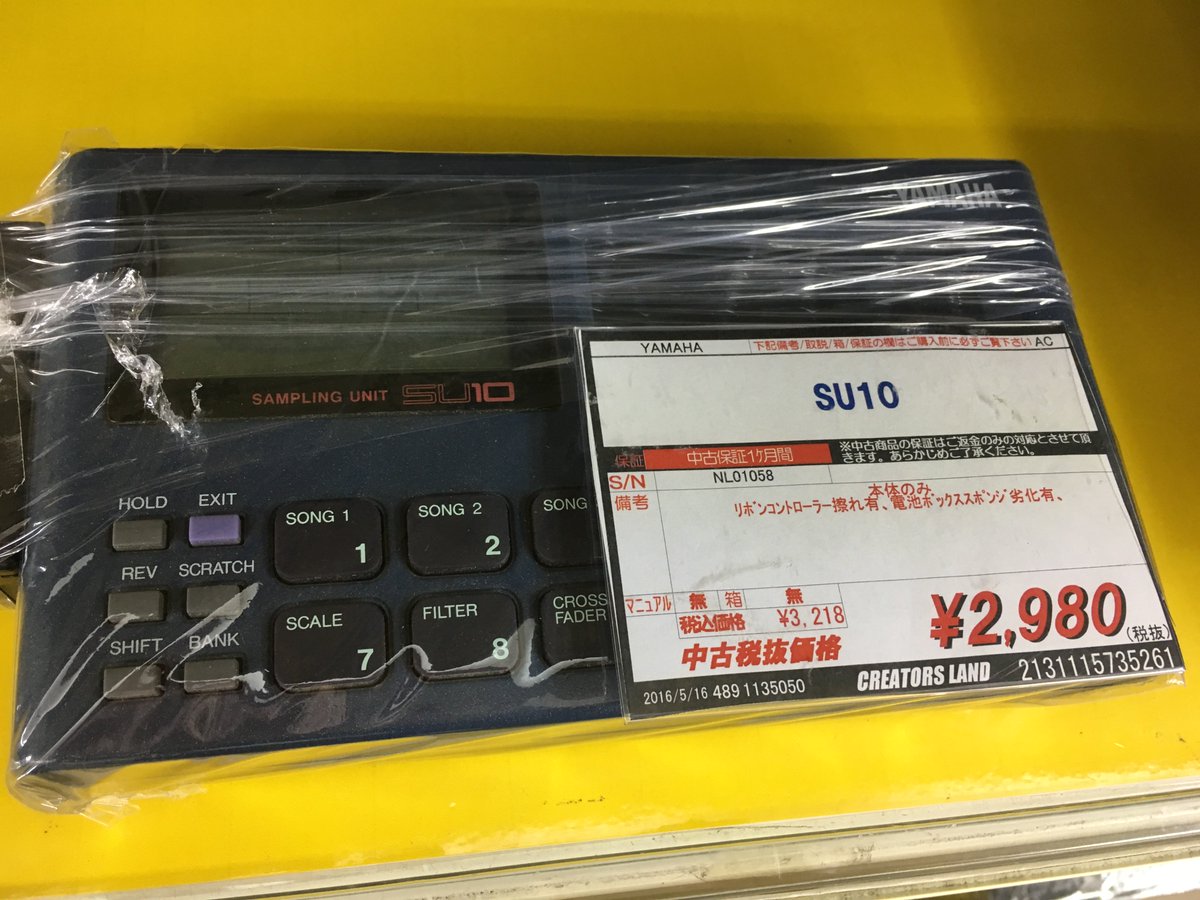 YAMAHA
SAMPLING UNIT SU10
HOLD
EXIT
SONG 1
1
SONG 2
2
SONG
REV
SCRATCH
SCALE
7
FILTER
8
CROSS
FADER
SHIFT
BANK
YAMAHA
下記備考/取説/箱/保証の欄はご購入前に必ずご覧下さい AC
SU10
保証 中古保証1ヶ月間
※中古商品の保証はご返金のみの対応とさせて頂
きます。あらかじめご了承ください。
S/N NL01058
備考
本体のみ
リボンコントローラー擦れ有、電池ボックススポンジ劣化有、
マニュアル 無 箱 無
税込価格 ¥3,218
中古税抜価格
¥2,980 (税抜)
2016/5/16 489 1135050
CREATORS LAND
2131115735261